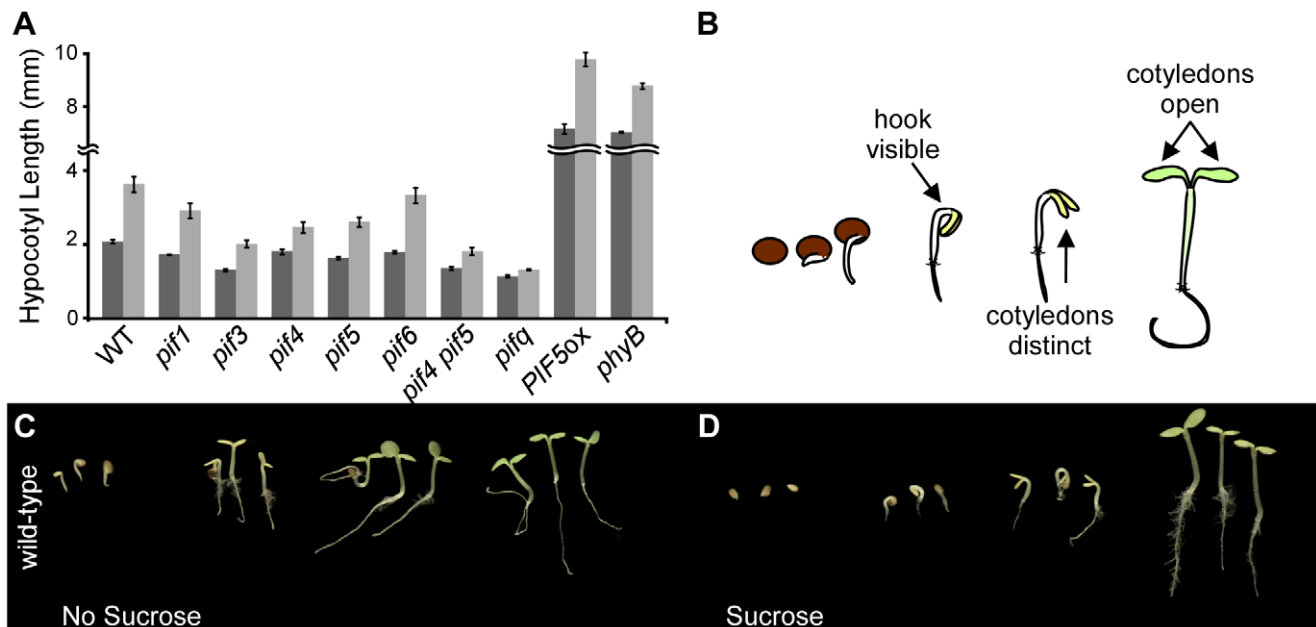 A
Hypocotyl Length (mm)
10
8
4
2
0
WT
pif1
pif3
pif4
pif5
pif6
pif4 pif5
pifq
PIF5ox
phyB
B
hook
visible
cotyledons
distinct
cotyledons
open
C
wild-type
No Sucrose
D
Sucrose